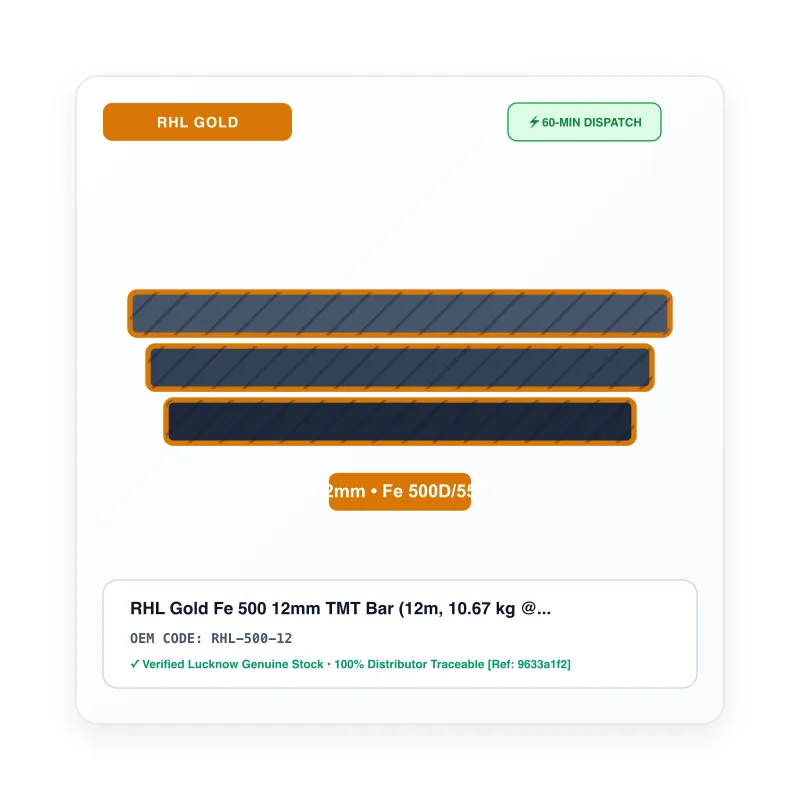 RHL GOLD
⚡60-MIN DISPATCH
2mm • Fe 500D/55
RHL Gold Fe 500 12mm TMT Bar (12m, 10.67 kg @...
OEM CODE: RHL-500-12
✓ Verified Lucknow Genuine Stock · 100% Distributor Traceable [Ref: 9633a1f2]